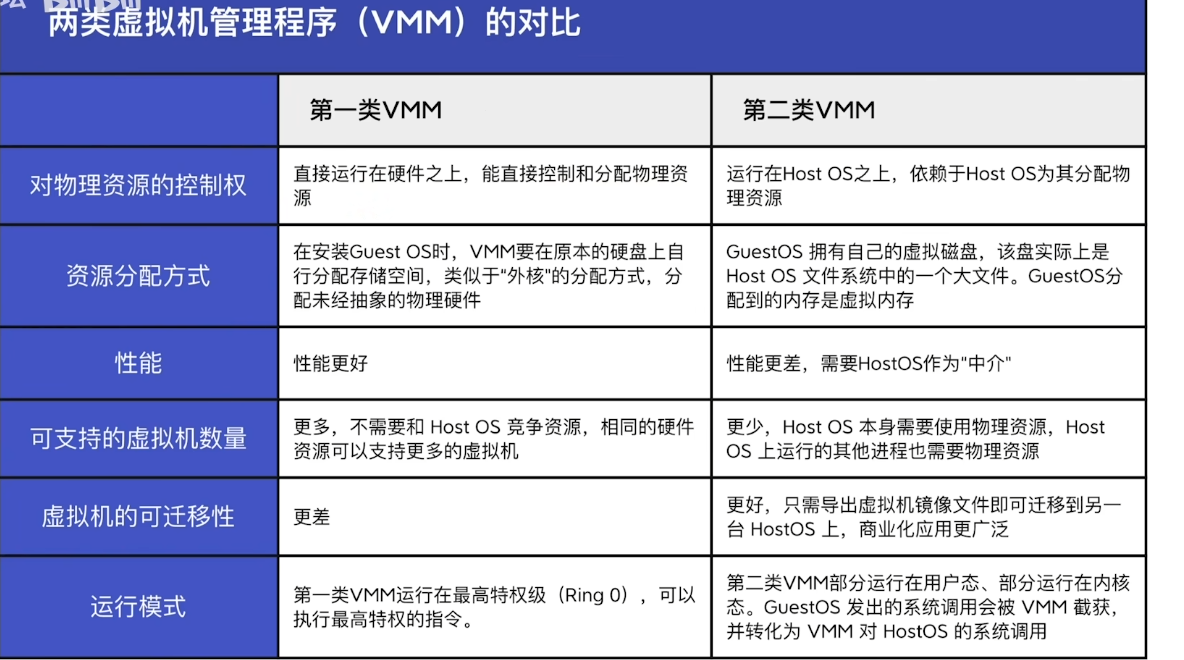 两类虚拟机管理程序（VMM）的对比
第一类VMM
第二类VMM
对物理资源的控制权
直接运行在硬件之上，能直接控制和分配物理资
源
运行在Host OS之上，依赖于Host OS为其分配物
理资源
资源分配方式
在安装Guest OS时，VMM要在原本的硬盘上自
行分配存储空间，类似于“外核”的分配方式，分
配未经抽象的物理硬件
GuestOS 拥有自己的虚拟磁盘，该盘实际上是
Host OS 文件系统中的一个大文件。GuestOS分
配到的内存是虚拟内存
性能
性能更好
性能更差，需要HostOS作为"中介"
可支持的虚拟机数量
更多，不需要和 Host OS 竞争资源，相同的硬件
资源可以支持更多的虚拟机
更少，Host OS 本身需要使用物理资源，Host
OS 上运行的其他进程也需要物理资源
虚拟机的可迁移性
更差
更好，只需导出虚拟机镜像文件即可迁移到另一
台 HostOS 上，商业化应用更广泛
运行模式
第一类VMM运行在最高特权级（Ring 0），可以
执行最高特权的指令。
第二类VMM部分运行在用户态、部分运行在内核
态。GuestOS 发出的系统调用会被 VMM 截获，
并转化为 VMM 对 HostOS 的系统调用